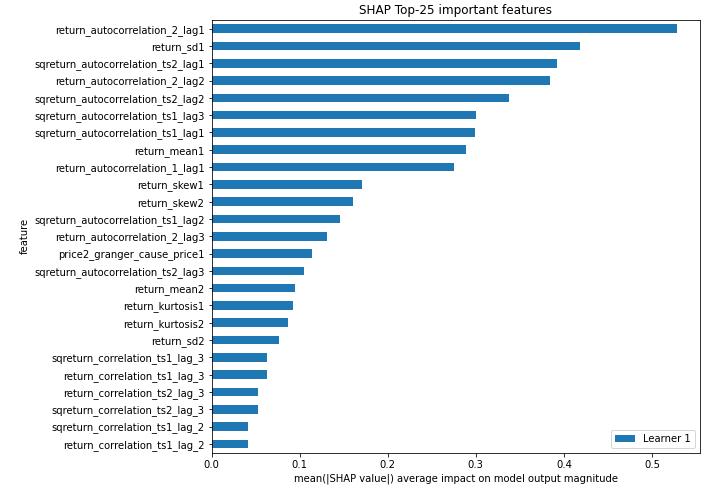 SHAP Top-25 important features
return_autocorrelation_2_lag1
return_sd1
sqreturn_autocorrelation_ts2_lag1
return_autocorrelation_2_lag2
sqreturn_autocorrelation_ts2_lag2
sqreturn_autocorrelation_ts1_lag3
sqreturn_autocorrelation_ts1_lag1
return_mean1
return_autocorrelation_1_lag1
return_skew1
return_skew2
sqreturn_autocorrelation_ts1_lag2
return_autocorrelation_2_lag3
price2_granger_cause_price1
sqreturn_autocorrelation_ts2_lag3
return_mean2
return_kurtosis1
return_kurtosis2
return_sd2
sqreturn_correlation_ts1_lag_3
return_correlation_ts1_lag_3
return_correlation_ts2_lag_3
sqreturn_correlation_ts2_lag_3
sqreturn_correlation_ts1_lag_2
return_correlation_ts1_lag_2
feature
Learner 1
0.0 0.1 0.2 0.3 0.4 0.5
mean(|SHAP value|) average impact on model output magnitude